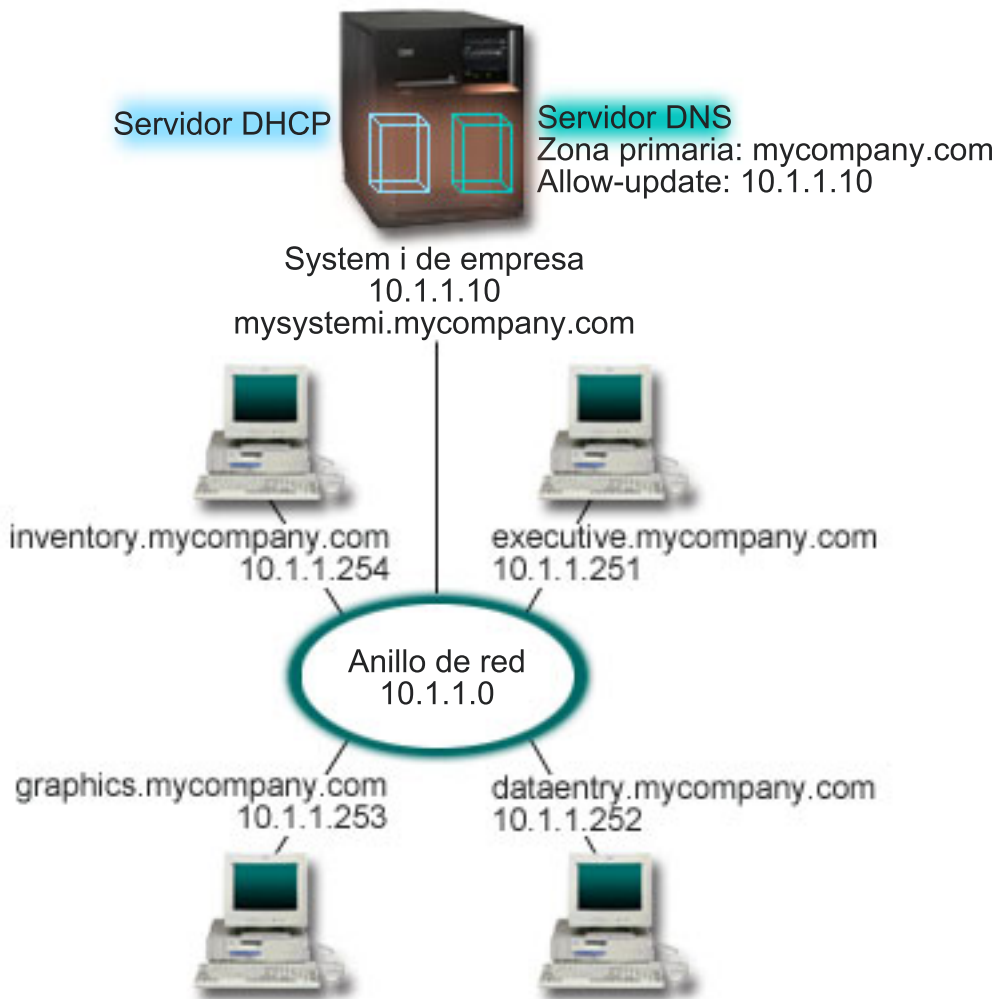 Servidor DHCP
Servidor DNS
Zona primaria: mycompany.com
Allow-update: 10.1.1.10
System i de empresa
10.1.1.10
mysystemi.mycompany.com
inventory.mycompany.com
10.1.1.254
executive.mycompany.com
10.1.1.251
Anillo de red
10.1.1.0
graphics.mycompany.com
10.1.1.253
dataentry.mycompany.com
10.1.1.252